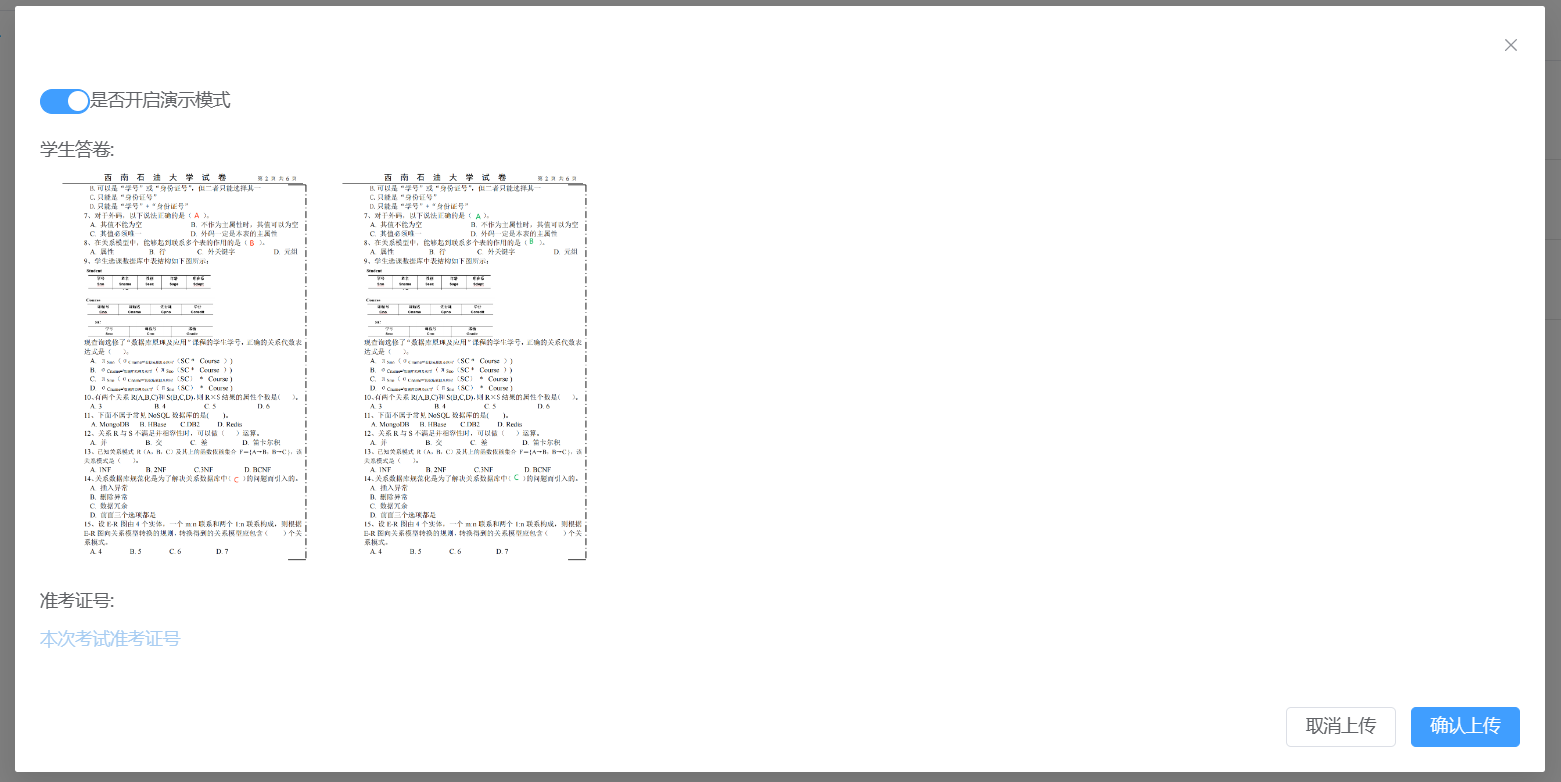 是否开启演示模式
学生答卷:
西 南 石 油 大 学 试 卷 第 2 页 共 6 页
B. 可以是“学号”或“身份证号”，但二者只能选择其一
C. 只能是“身份证号”
D. 只能是“学号”+“身份证号”
7、对于外码，以下说法正确的是（ A ）。
A. 其值不能为空 B. 不作为主属性时，其值可以为空
C. 其值必须唯一 D. 外码一定是本表的主属性
8、在关系模型中，能够起到联系多个表的作用的是（ B ）。
A. 属性 B. 行 C. 外关键字 D. 元组
9、学生选课数据库中表结构如下图所示：
Student
Course
SC
现查询选修了“数据库原理及应用”课程的学生学号，正确的关系代数表
达式是（ ）。
10、有两个关系 R(A,B,C)和 S(B,C,D)，则 R×S 结果的属性个数是( )。
A. 3 B. 4 C. 5 D. 6
11、下面不属于常见 NoSQL 数据库的是( )。
A. MongoDB B. HBase C DB2 D. Redis
12、关系 R 与 S 不满足并相容性时，可以做（ ）运算。
A. 并 B. 交 C. 差 D. 笛卡尔积
13、已知关系模式 R（A，B，C）及其上的函数依赖集合 F={A→B，B→C}，该
关系模式是（ ）。
A. 1NF B. 2NF C.3NF D. BCNF
14、关系数据库规范化是为了解决关系数据库中( C )的问题而引入的。
A. 插入异常
B. 删除异常
C. 数据冗余
D. 前面三个选项都是
15、设 E-R 图由 4 个实体、一个 m:n 联系和两个 1:n 联系构成，则根据
E-R 图向关系模型转换的规则，转换得到的关系模型应包含（ ）个关
系模式。
A. 4 B. 5 C. 6 D. 7
西 南 石 油 大 学 试 卷 第 2 页 共 6 页
B. 可以是“学号”或“身份证号”，但二者只能选择其一
C. 只能是“身份证号”
D. 只能是“学号”+“身份证号”
7、对于外码，以下说法正确的是（ A ）。
A. 其值不能为空 B. 不作为主属性时，其值可以为空
C. 其值必须唯一 D. 外码一定是本表的主属性
8、在关系模型中，能够起到联系多个表的作用的是（ B ）。
A. 属性 B. 行 C. 外关键字 D. 元组
9、学生选课数据库中表结构如下图所示：
Student
Course
SC
现查询选修了“数据库原理及应用”课程的学生学号，正确的关系代数表
达式是（ ）。
10、有两个关系 R(A,B,C)和 S(B,C,D)，则 R×S 结果的属性个数是( )。
A. 3 B. 4 C. 5 D. 6
11、下面不属于常见 NoSQL 数据库的是( )。
A. MongoDB B. HBase C DB2 D. Redis
12、关系 R 与 S 不满足并相容性时，可以做（ ）运算。
A. 并 B. 交 C. 差 D. 笛卡尔积
13、已知关系模式 R（A，B，C）及其上的函数依赖集合 F={A→B，B→C}，该
关系模式是（ ）。
A. 1NF B. 2NF C.3NF D. BCNF
14、关系数据库规范化是为了解决关系数据库中( C )的问题而引入的。
A. 插入异常
B. 删除异常
C. 数据冗余
D. 前面三个选项都是
15、设 E-R 图由 4 个实体、一个 m:n 联系和两个 1:n 联系构成，则根据
E-R 图向关系模型转换的规则，转换得到的关系模型应包含（ ）个关
系模式。
A. 4 B. 5 C. 6 D. 7
准考证号:
本次考试准考证号
取消上传 确认上传